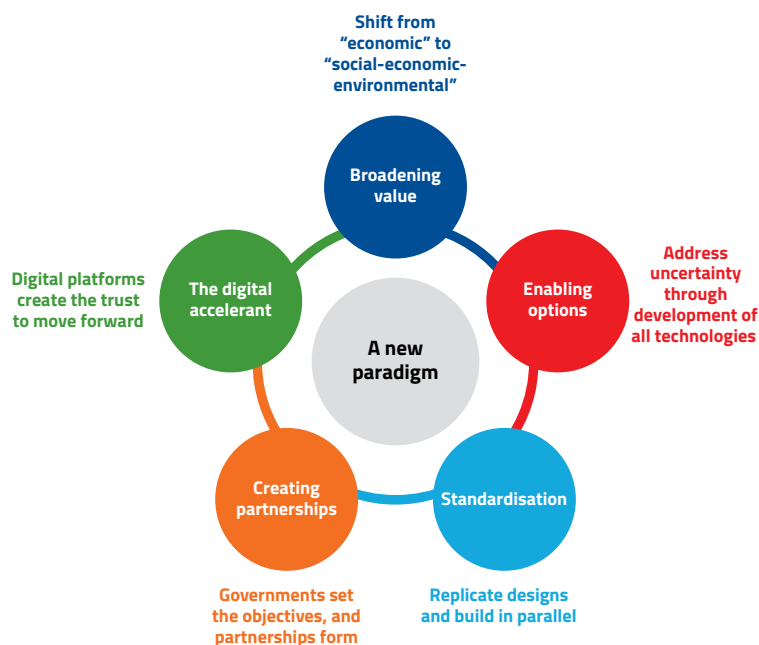 Shift from
“economic” to
“social-economic-
environmental”
Broadening
value
Enabling
options
Address
uncertainty
through
development of
all technologies
Standardisation
Replicate designs
and build in parallel
Creating
partnerships
Governments set
the objectives, and
partnerships form
The digital
accelerant
Digital platforms
create the trust
to move forward
A new
paradigm